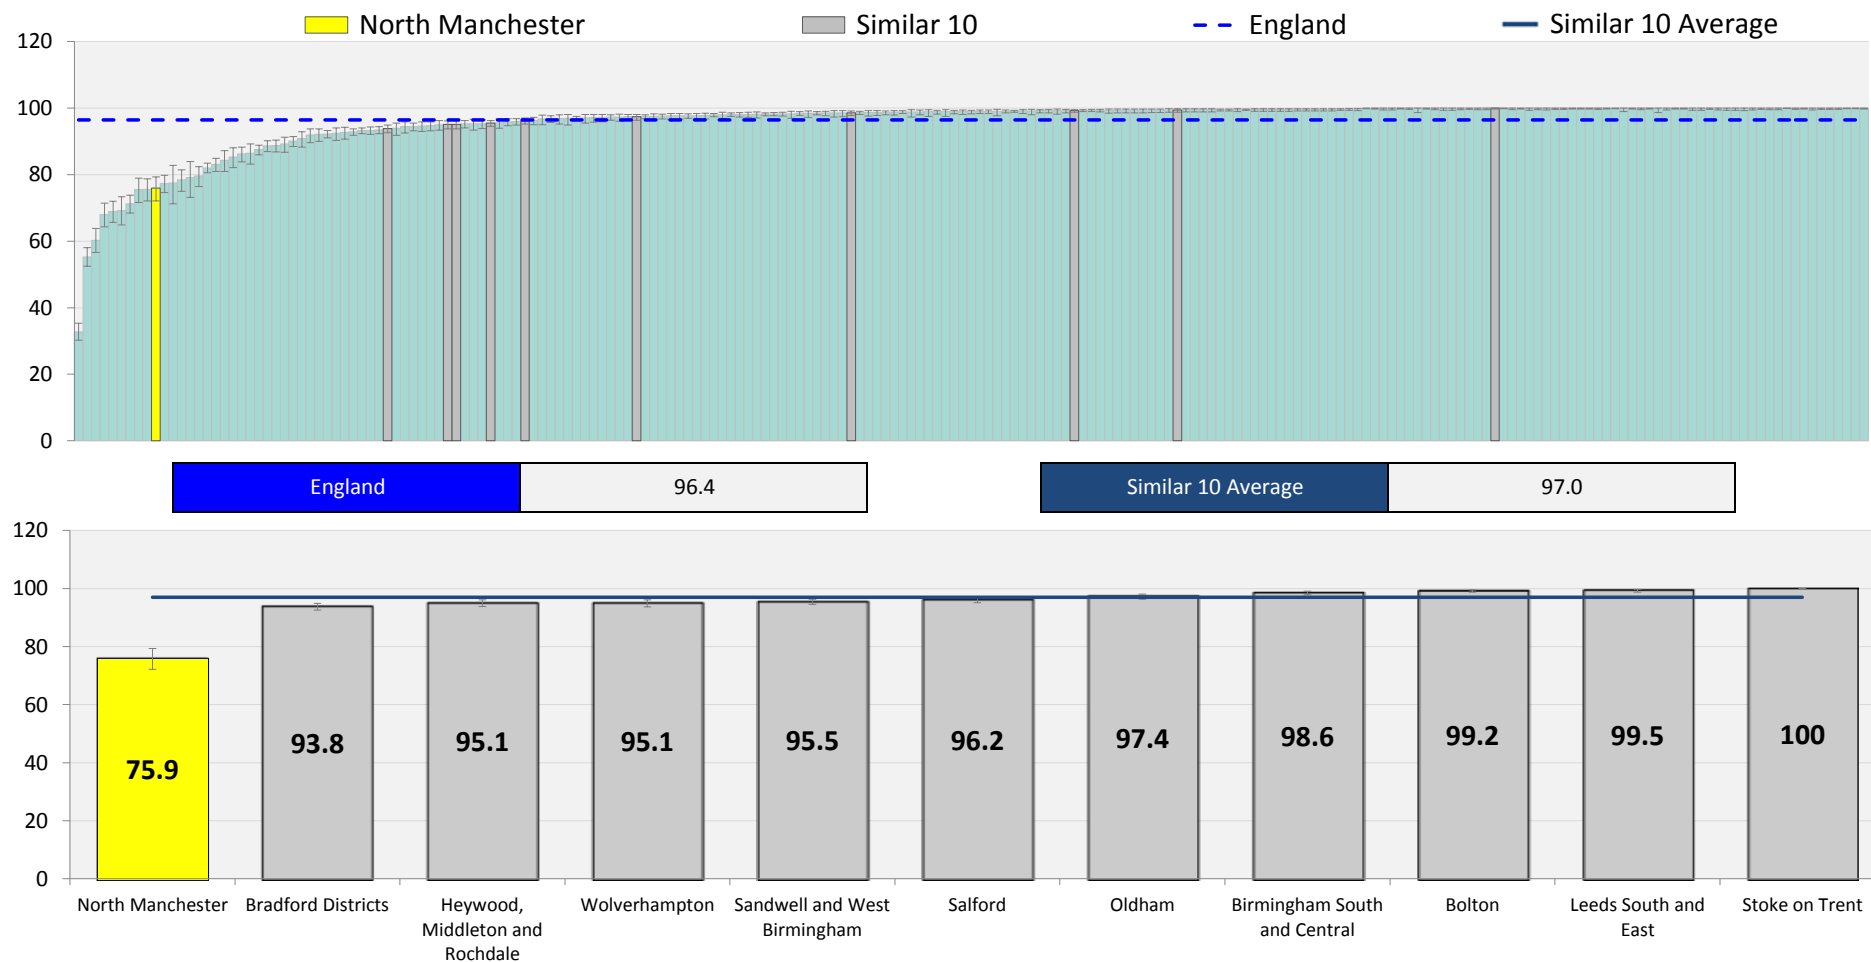 North Manchester
Similar 10
England
Similar 10 Average
120
100
80
60
40
20
0
England
96.4
Similar 10 Average
97.0
120
100
80
60
40
20
0
75.9
93.8
95.1
95.1
95.5
96.2
97.4
98.6
99.2
99.5
100
North Manchester
Bradford Districts
Heywood,
Middleton and
Rochdale
Wolverhampton
Sandwell and West
Birmingham
Salford
Oldham
Birmingham South
and Central
Bolton
Leeds South and
East
Stoke on Trent